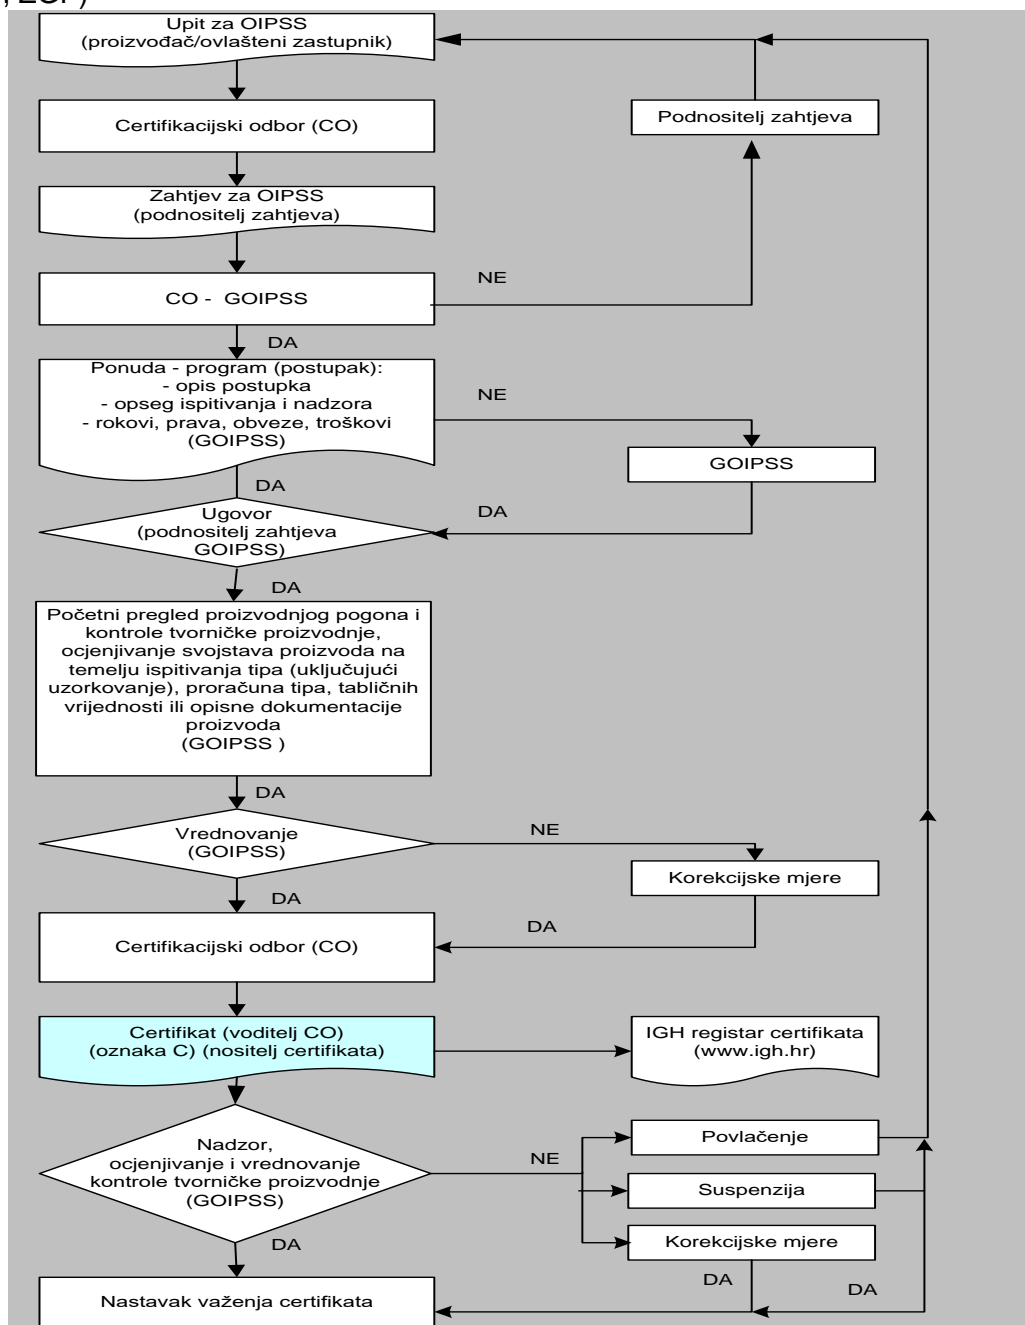 Upit za OIPSS
(proizvođač/ovlašteni zastupnik)
Certifikacijski odbor (CO)
Podnositelj zahtjeva
Zahtjev za OIPSS
(podnositelj zahtjeva)
CO - GOIPSS
NE
DA
Ponuda - program (postupak):
- opis postupka
- opseg ispitivanja i nadzora
- rokovi, prava, obveze, troškovi
(GOIPSS)
NE
GOIPSS
DA
DA
Ugovor
(podnositelj zahtjeva
GOIPSS)
DA
Početni pregled proizvodnjog pogona i
kontrole tvorničke proizvodnje,
ocjenjivanje svojstava proizvoda na
temelju ispitivanja tipa (uključujući
uzorkovanje), proračuna tipa, tabličnih
vrijednosti ili opisne dokumentacije
proizvoda
(GOIPSS )
DA
Vrednovanje
(GOIPSS)
NE
Korekcijske mjere
DA
DA
Certifikacijski odbor (CO)
Certifikat (voditelj CO)
(oznaka C) (nositelj certifikata)
IGH registar certifikata
(www.igh.hr)
Nadzor,
ocjenjivanje i vrednovanje
kontrole tvorničke proizvodnje
(GOIPSS)
NE
Povlačenje
Suspenzija
Korekcijske mjere
DA
DA
DA
Nastavak važenja certifikata